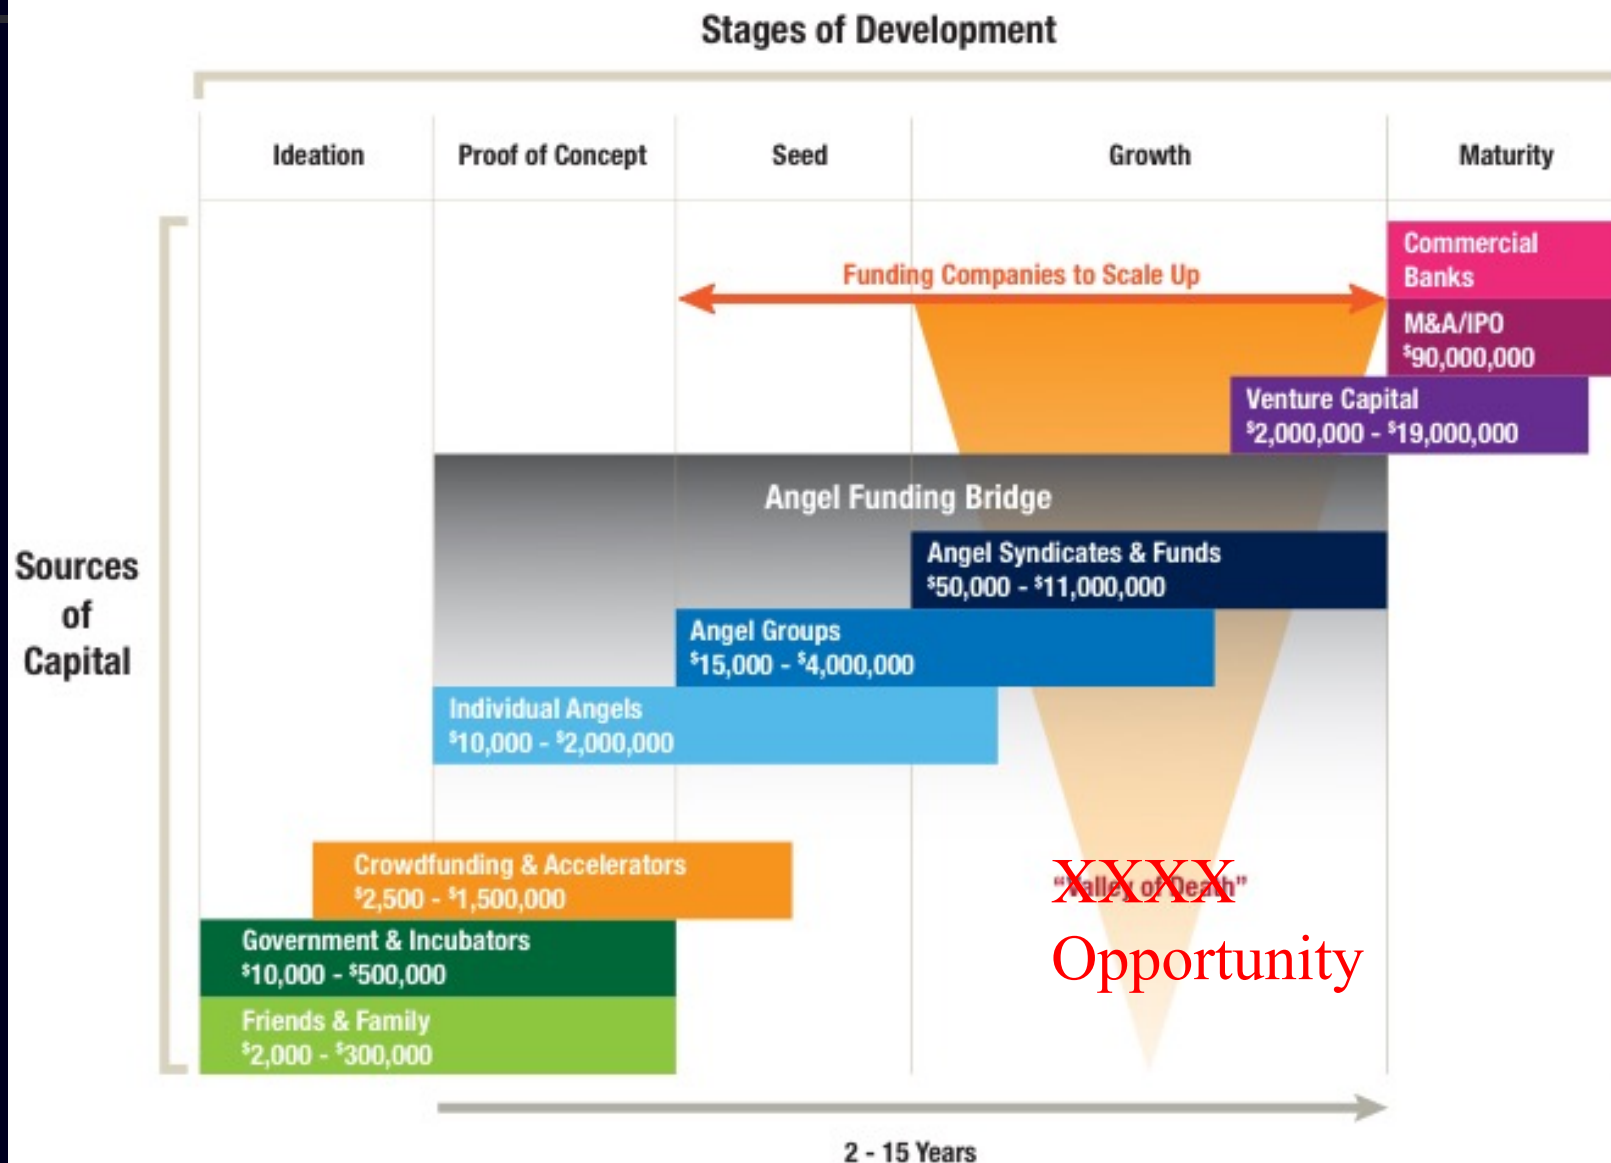 Stages of Development
Ideation
Proof of Concept
Seed
Growth
Maturity
Sources
of
Capital
Funding Companies to Scale Up
Commercial
Banks
M&A/IPO
$90,000,000
Venture Capital
$2,000,000 - $19,000,000
Angel Funding Bridge
Angel Syndicates & Funds
$50,000 - $11,000,000
Angel Groups
$15,000 - $4,000,000
Individual Angels
$10,000 - $2,000,000
Crowdfunding & Accelerators
$2,500 - $1,500,000
"Valley of Death"
XXXX
Opportunity
Government & Incubators
$10,000 - $500,000
Friends & Family
$2,000 - $300,000
2 - 15 Years